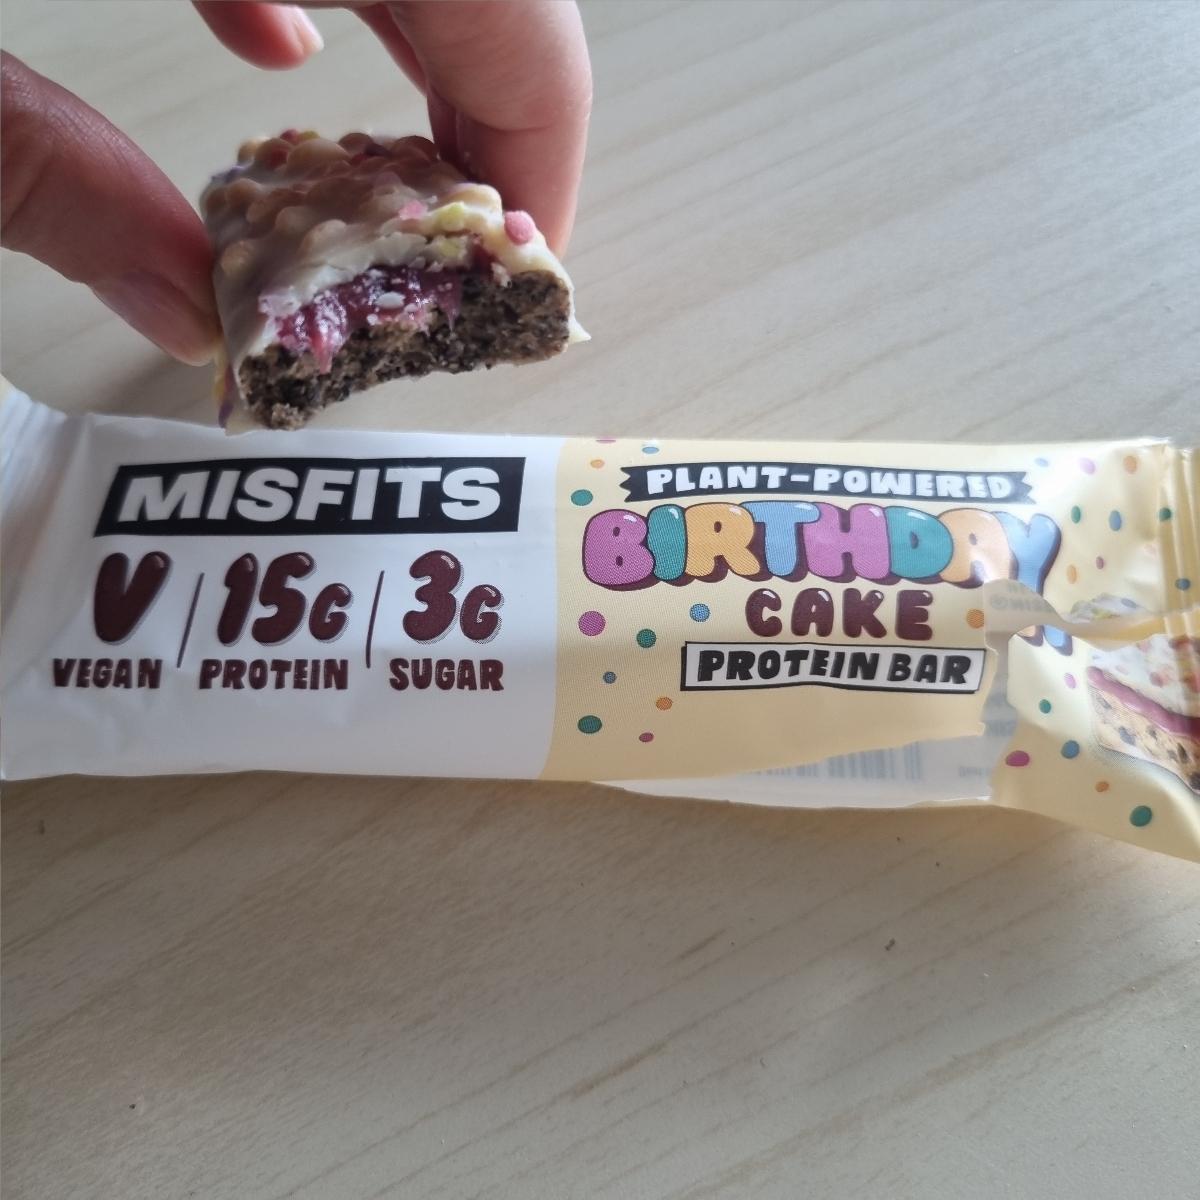 MISFITS
V 15G 3G
VEGAN PROTEIN SUGAR
PLANT-POWERED
BIRTHDAY
CAKE
PROTEIN BAR